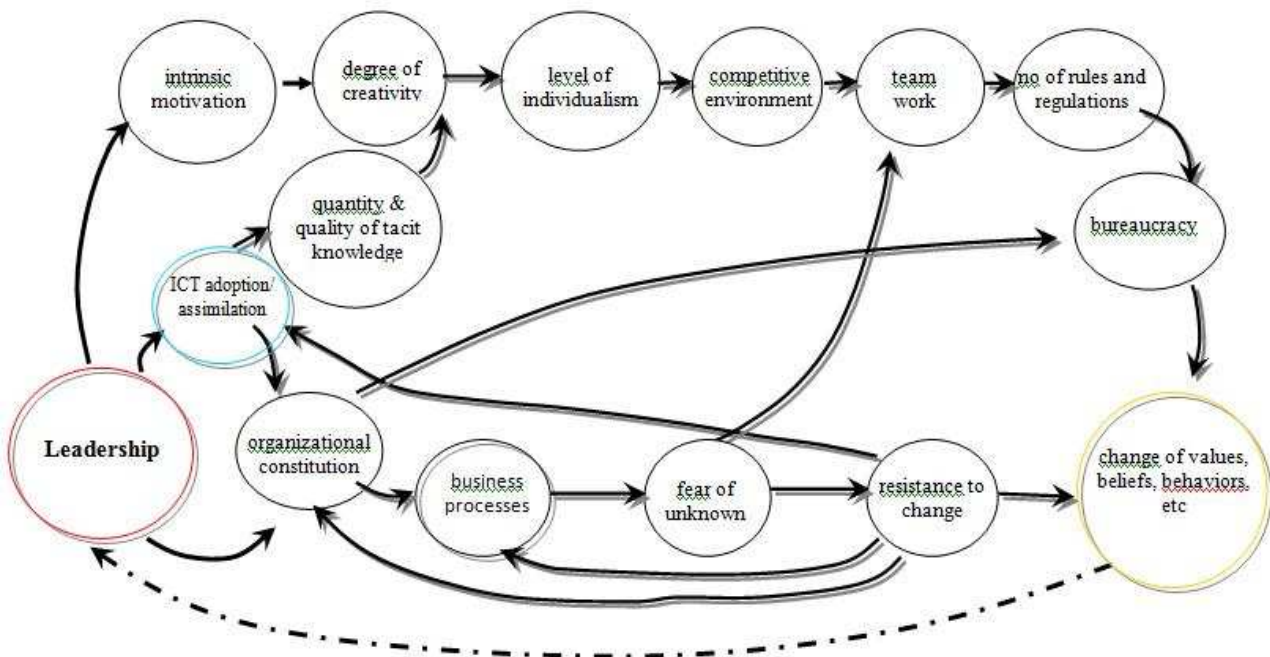 intrinsic
motivation
degree of
creativity
level of
individualism
competitive
environment
team
work
no of rules and
regulations
quantity &
quality of tacit
knowledge
bureaucracy
ICT adoption/
assimilation
Leadership
organizational
constitution
business
processes
fear of
unknown
resistance to
change
change of values,
beliefs, behaviors,
etc